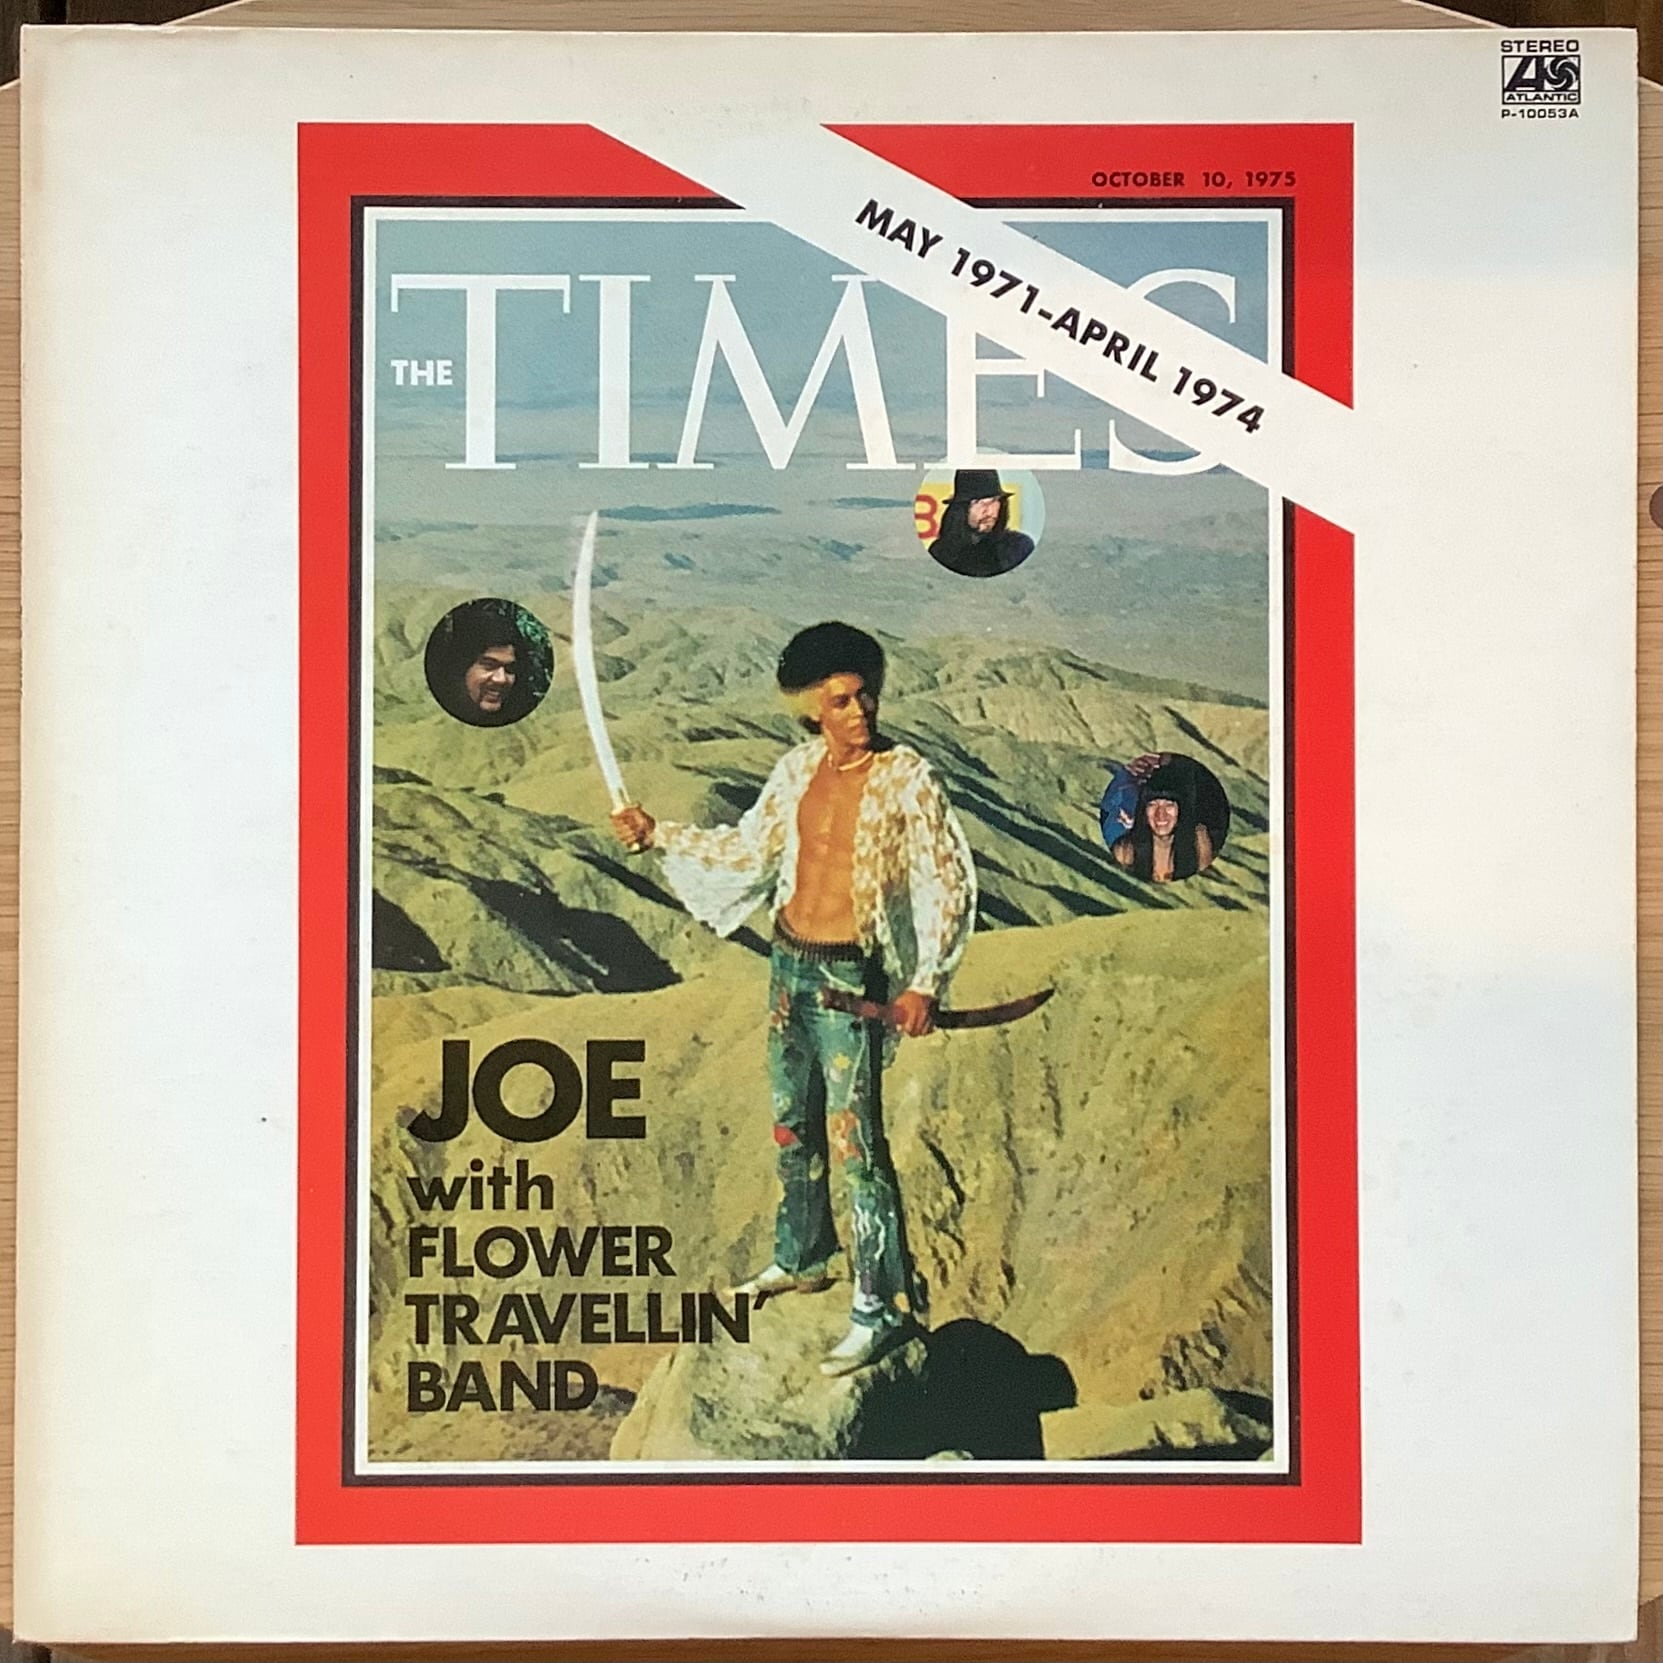 STEREO
ATLANTIC
P-10053A
OCTOBER 10, 1975
MAY 1971-APRIL 1974
THE TIMES
JOE
with
FLOWER
TRAVELLIN'
BAND